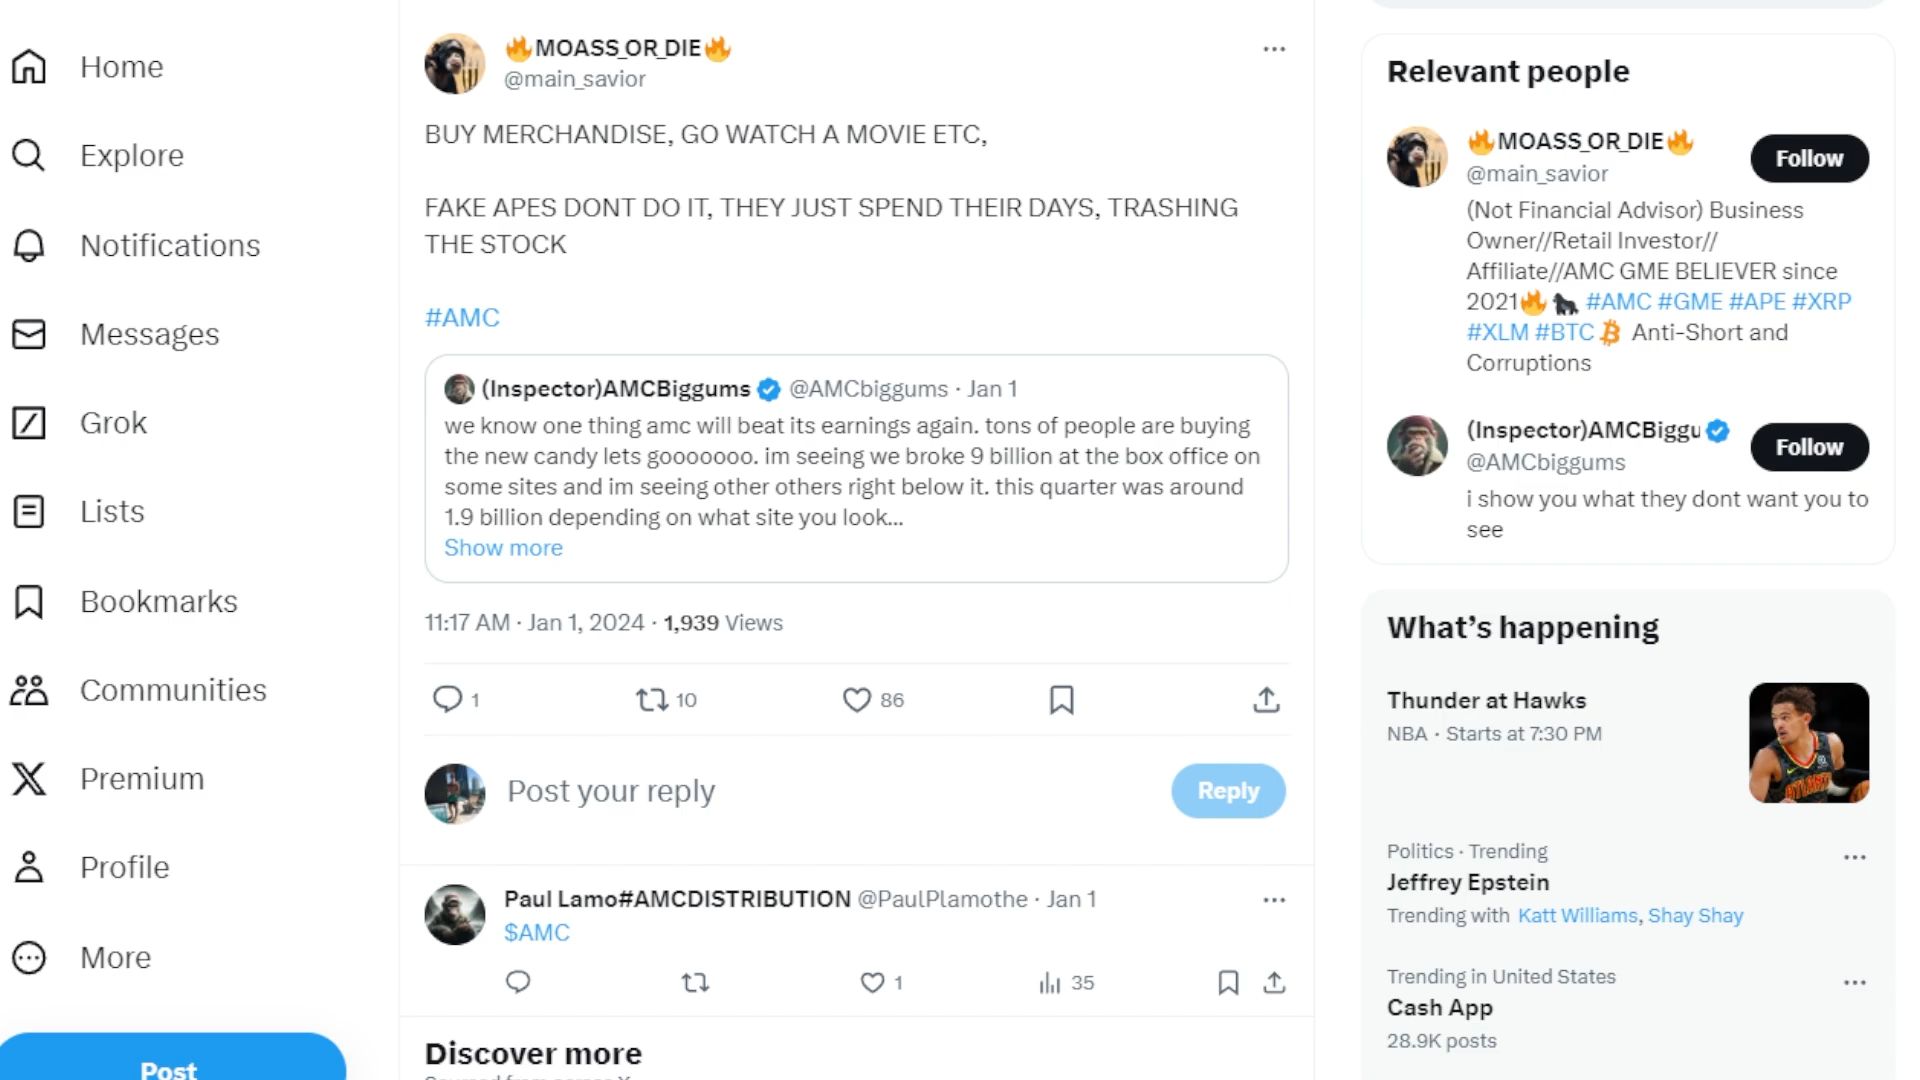 Home
Explore
Notifications
Messages
Grok
Lists
Bookmarks
Communities
Premium
Profile
More
Post
🔥MOASS_OR_DIE🔥
@main_savior
BUY MERCHANDISE, GO WATCH A MOVIE ETC,
FAKE APES DONT DO IT, THEY JUST SPEND THEIR DAYS, TRASHING
THE STOCK
#AMC
(Inspector)AMCBiggums @AMCbiggums · Jan 1
we know one thing amc will beat its earnings again. tons of people are buying
the new candy lets gooooooo. im seeing we broke 9 billion at the box office on
some sites and im seeing other others right below it. this quarter was around
1.9 billion depending on what site you look...
Show more
11:17 AM · Jan 1, 2024 · 1,939 Views
1 10 86
Post your reply
Reply
Paul Lamo#AMCDISTRIBUTION @PaulPlamothe · Jan 1
$AMC
1 35
Discover more
Sourced from across X
Relevant people
🔥MOASS_OR_DIE🔥
@main_savior
Follow
(Not Financial Advisor) Business
Owner//Retail Investor//
Affiliate//AMC GME BELIEVER since
2021🔥🦍 #AMC #GME #APE #XRP
#XLM #BTC Anti-Short and
Corruptions
(Inspector)AMCBiggu
@AMCbiggums
Follow
i show you what they dont want you to
see
What's happening
Thunder at Hawks
NBA · Starts at 7:30 PM
Politics · Trending
Jeffrey Epstein
Trending with Katt Williams, Shay Shay
Trending in United States
Cash App
28.9K posts